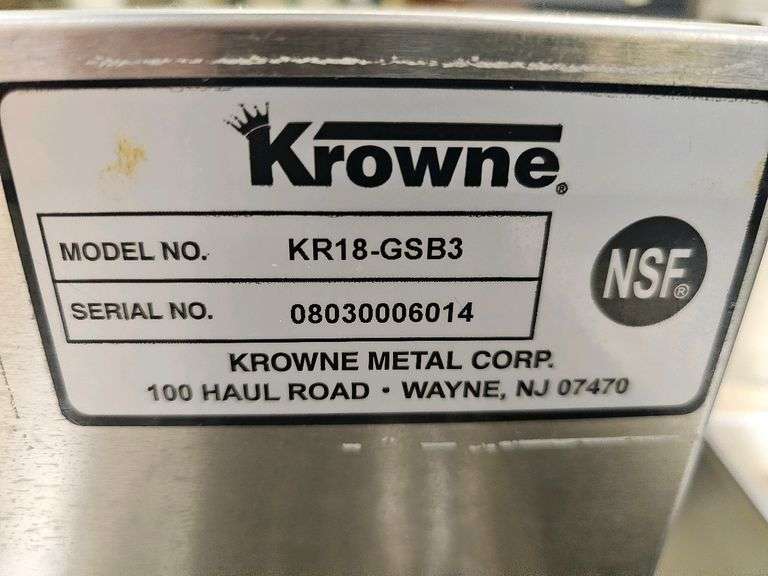 Krowne®
MODEL NO. KR18-GSB3
NSF®
SERIAL NO. 08030006014
KROWNE METAL CORP.
100 HAUL ROAD • WAYNE, NJ 07470